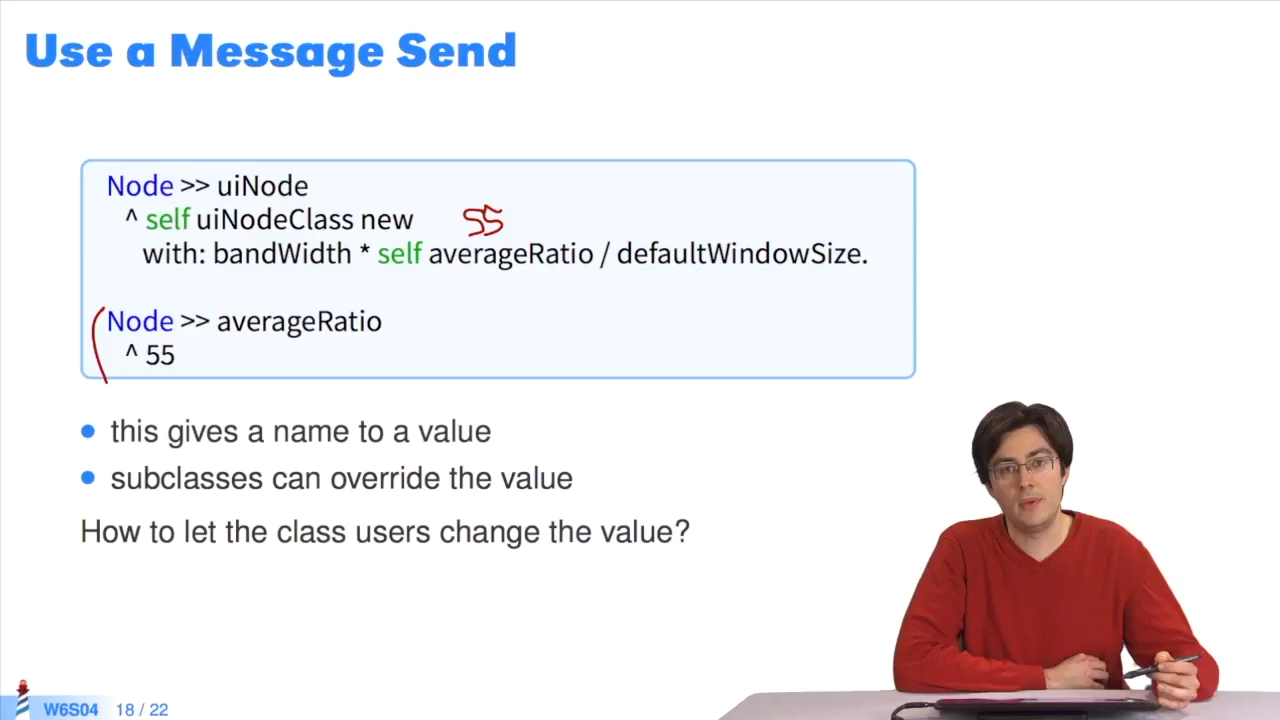 Use a Message Send
Node >> uiNode
^ self uiNodeClass new
55
with: bandWidth * self averageRatio / defaultWindowSize.
Node >> averageRatio
^ 55
this gives a name to a value
subclasses can override the value
How to let the class users change the value?
W6S04 18 / 22